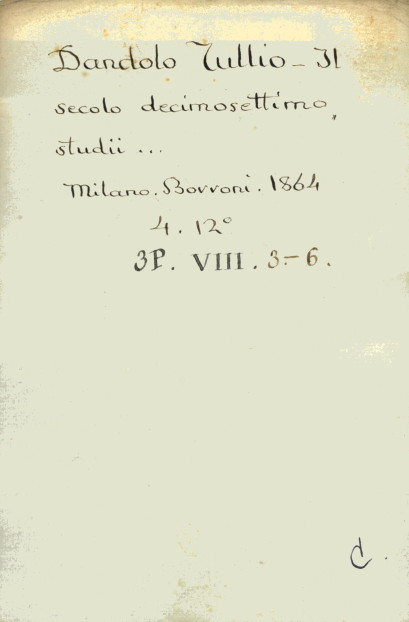 Dandolo Tullio - Il
secolo decimosettimo,,
studii ...
Milano. Borroni. 1864
4. 12°
3P. VIII. 3.-6.